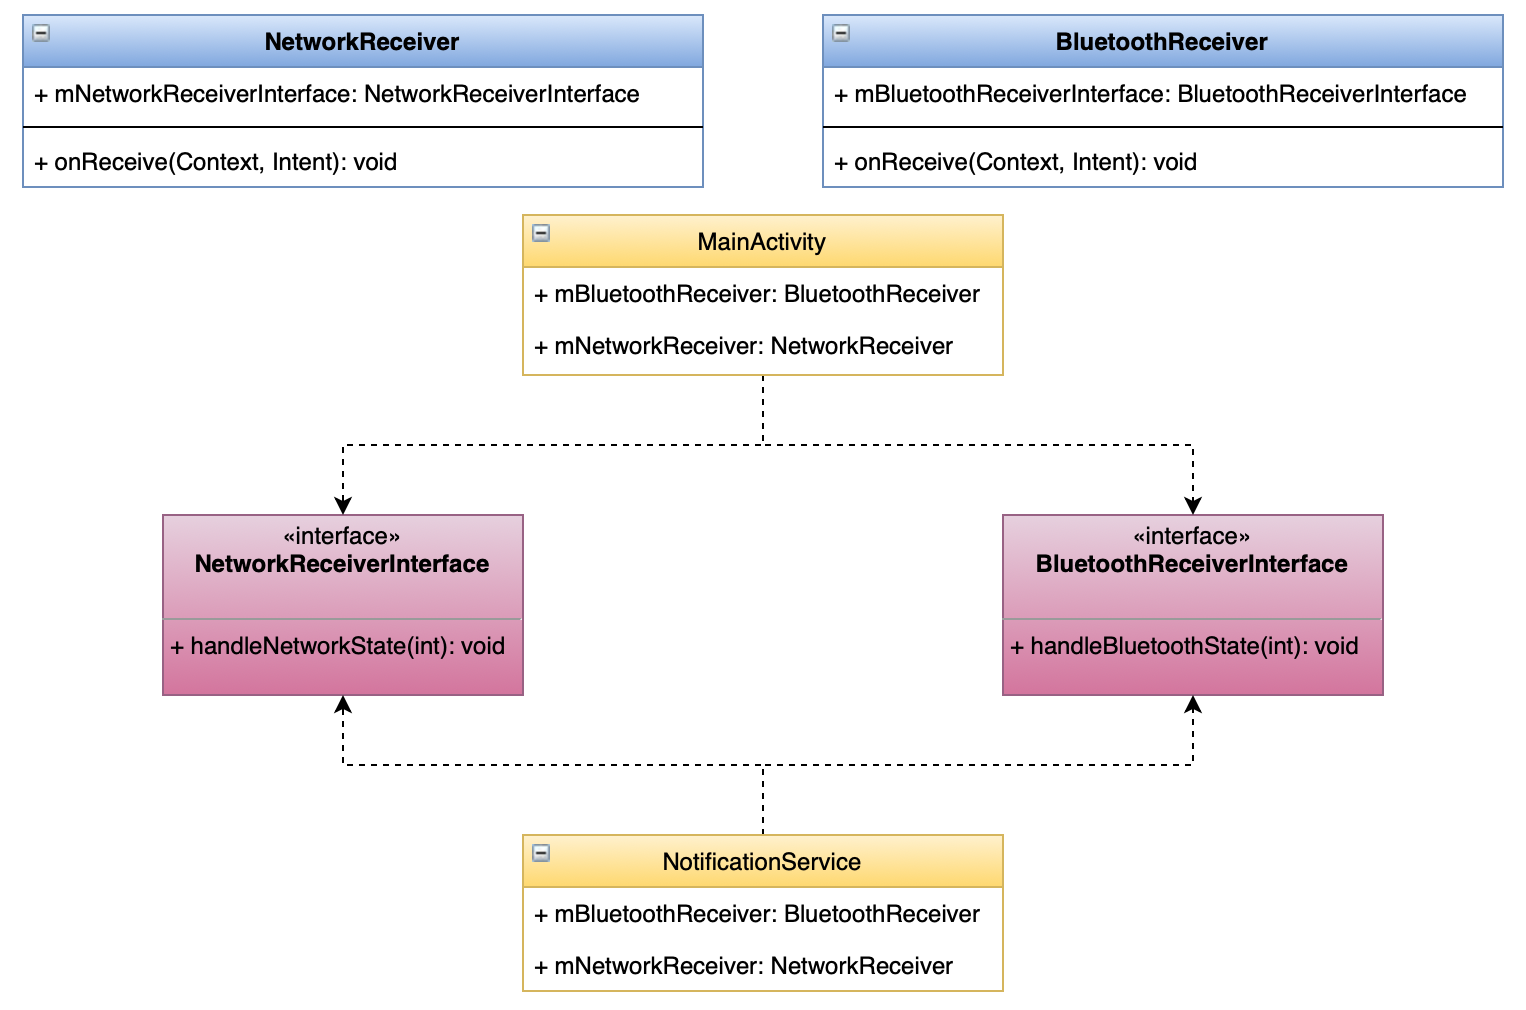 NetworkReceiver
+ mNetworkReceiverInterface: NetworkReceiverInterface
+ onReceive(Context, Intent): void
BluetoothReceiver
+ mBluetoothReceiverInterface: BluetoothReceiverInterface
+ onReceive(Context, Intent): void
MainActivity
+ mBluetoothReceiver: BluetoothReceiver
+ mNetworkReceiver: NetworkReceiver
«interface»
NetworkReceiverInterface
+ handleNetworkState(int): void
«interface»
BluetoothReceiverInterface
+ handleBluetoothState(int): void
NotificationService
+ mBluetoothReceiver: BluetoothReceiver
+ mNetworkReceiver: NetworkReceiver